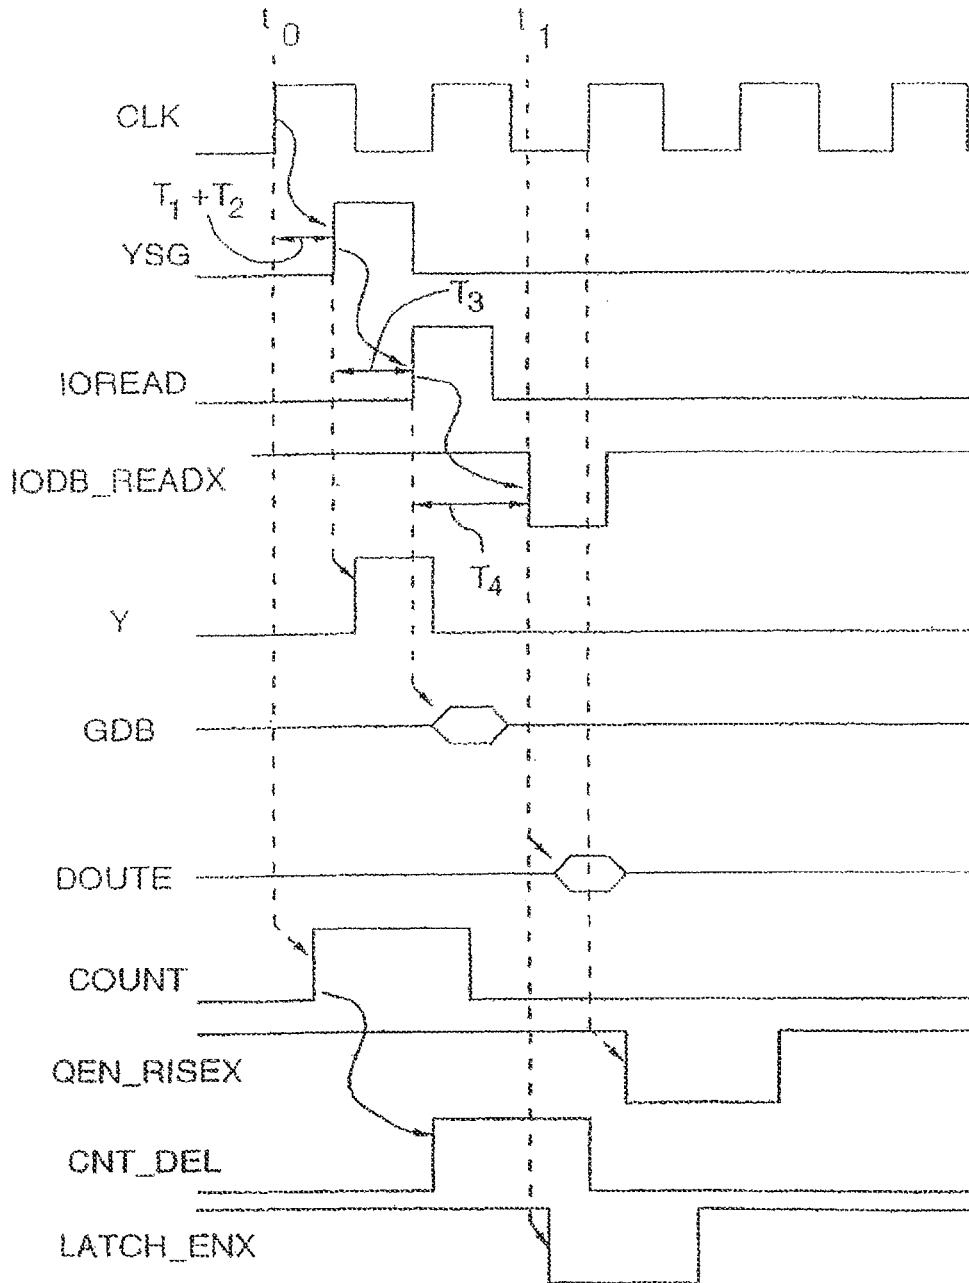 t0
t1
CLK
T1 + T2
YSG
T3
IOREAD
IODB_READX
T4
Y
GDB
DOUTE
COUNT
QEN_RISEX
CNT_DEL
LATCH_ENX